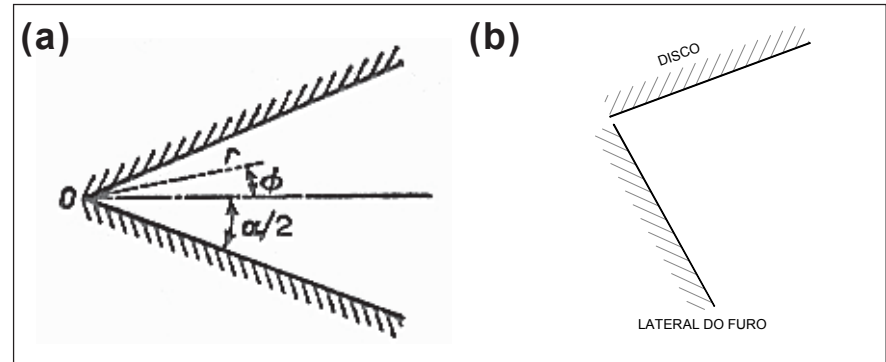 (a)
r
ϕ
O
α/2
(b)
DISCO
LATERAL DO FURO